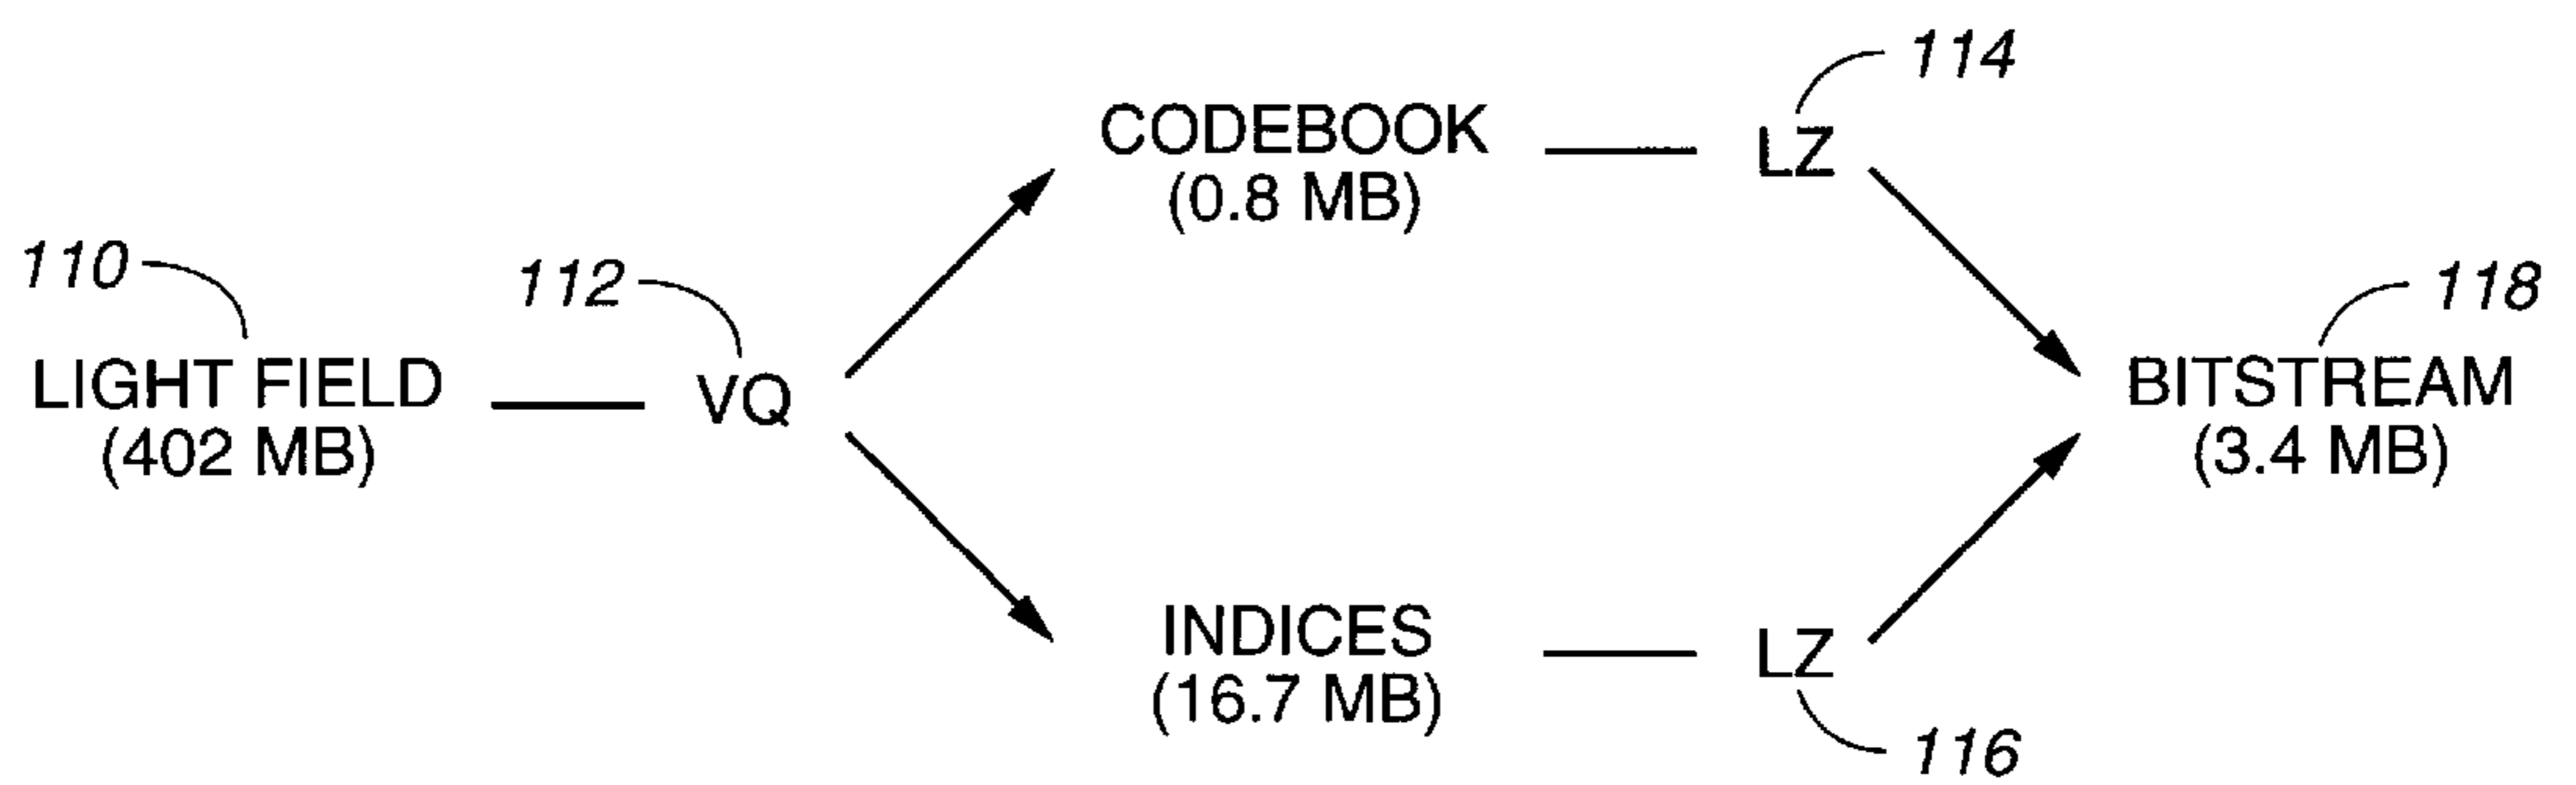 114
CODEBOOK
(0.8 MB)
LZ
110
112
118
LIGHT FIELD
(402 MB)
VQ
BITSTREAM
(3.4 MB)
INDICES
(16.7 MB)
LZ
116